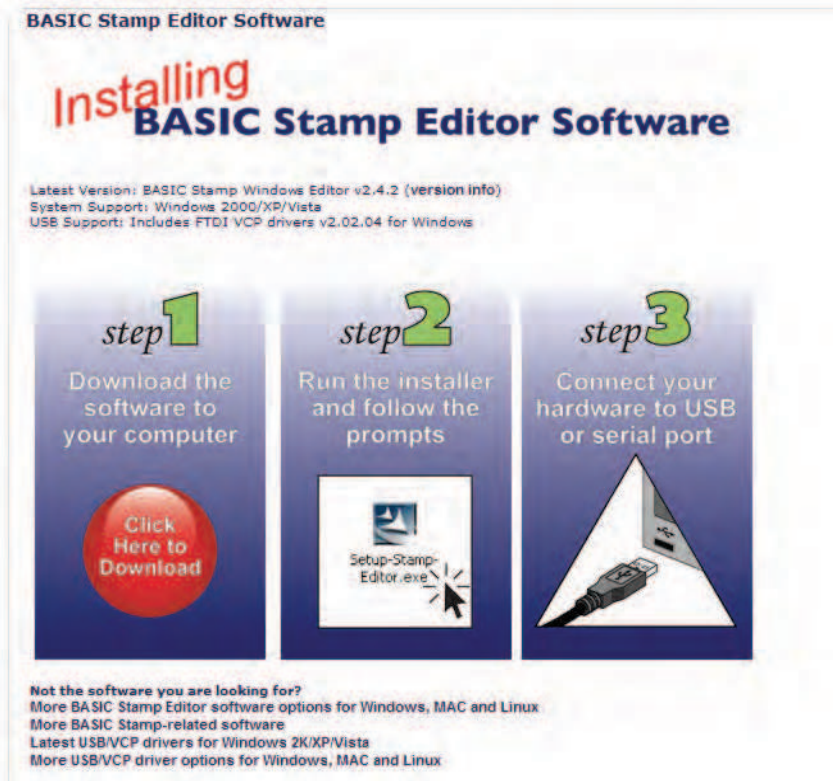 BASIC Stamp Editor Software
Installing
BASIC Stamp Editor Software
Latest Version: BASIC Stamp Windows Editor v2.4.2 (version info)
System Support: Windows 2000/XP/Vista
USB Support: Includes FTDI VCP drivers v2.02.04 for Windows
step1
Download the
software to
your computer
Click
Here to
Download
step2
Run the installer
and follow the
prompts
Setup-Stamp-
Editor.exe
step3
Connect your
hardware to USB
or serial port
Not the software you are looking for?
More BASIC Stamp Editor software options for Windows, MAC and Linux
More BASIC Stamp-related software
Latest USB/VCP drivers for Windows 2K/XP/Vista
More USB/VCP driver options for Windows, MAC and Linux